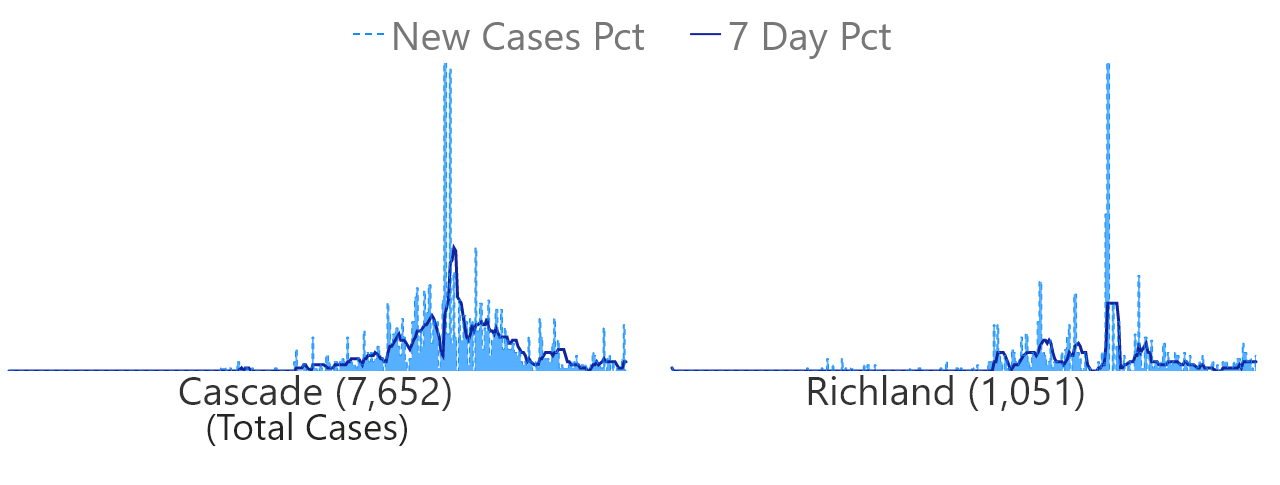 New Cases Pct 7 Day Pct
Cascade (7,652)
(Total Cases)
Richland (1,051)